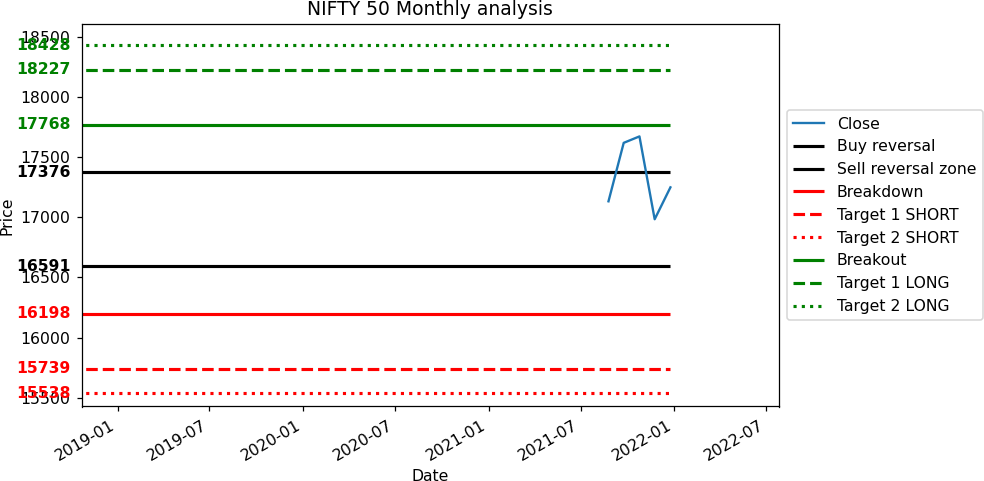 NIFTY 50 Monthly analysis
18500
18428
18227
18000
17768
17500
17376
17000
16591
16500
16198
16000
15739
15538
15500
Price
2019-01
2019-07
2020-01
2020-07
2021-01
2021-07
2022-01
2022-07
Date
Close
Buy reversal
Sell reversal zone
Breakdown
Target 1 SHORT
Target 2 SHORT
Breakout
Target 1 LONG
Target 2 LONG